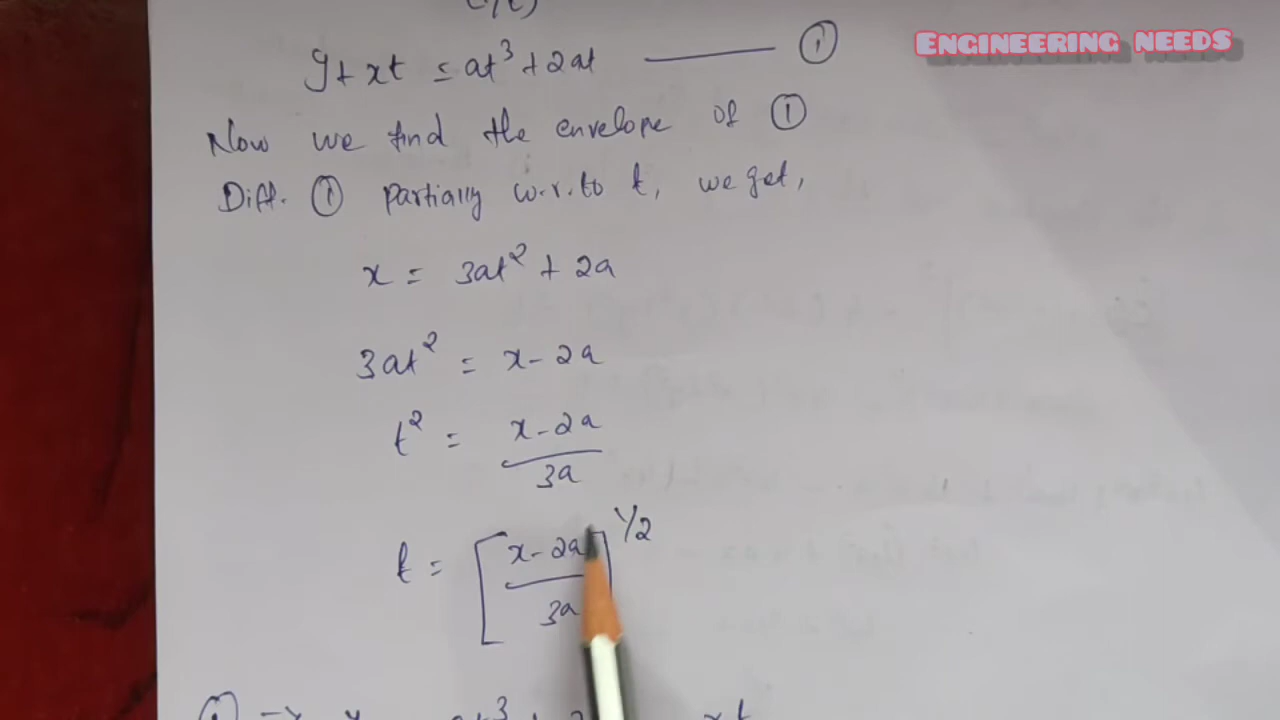 ENGINEERING NEEDS
y + xt = at³ + 2at —— ①
Now we find the envelope of ①
Diff. ① partially w.r.to t, we get,
x = 3at² + 2a
3at² = x - 2a
t² = (x - 2a)/3a
t = [(x - 2a)/3a]^1/2